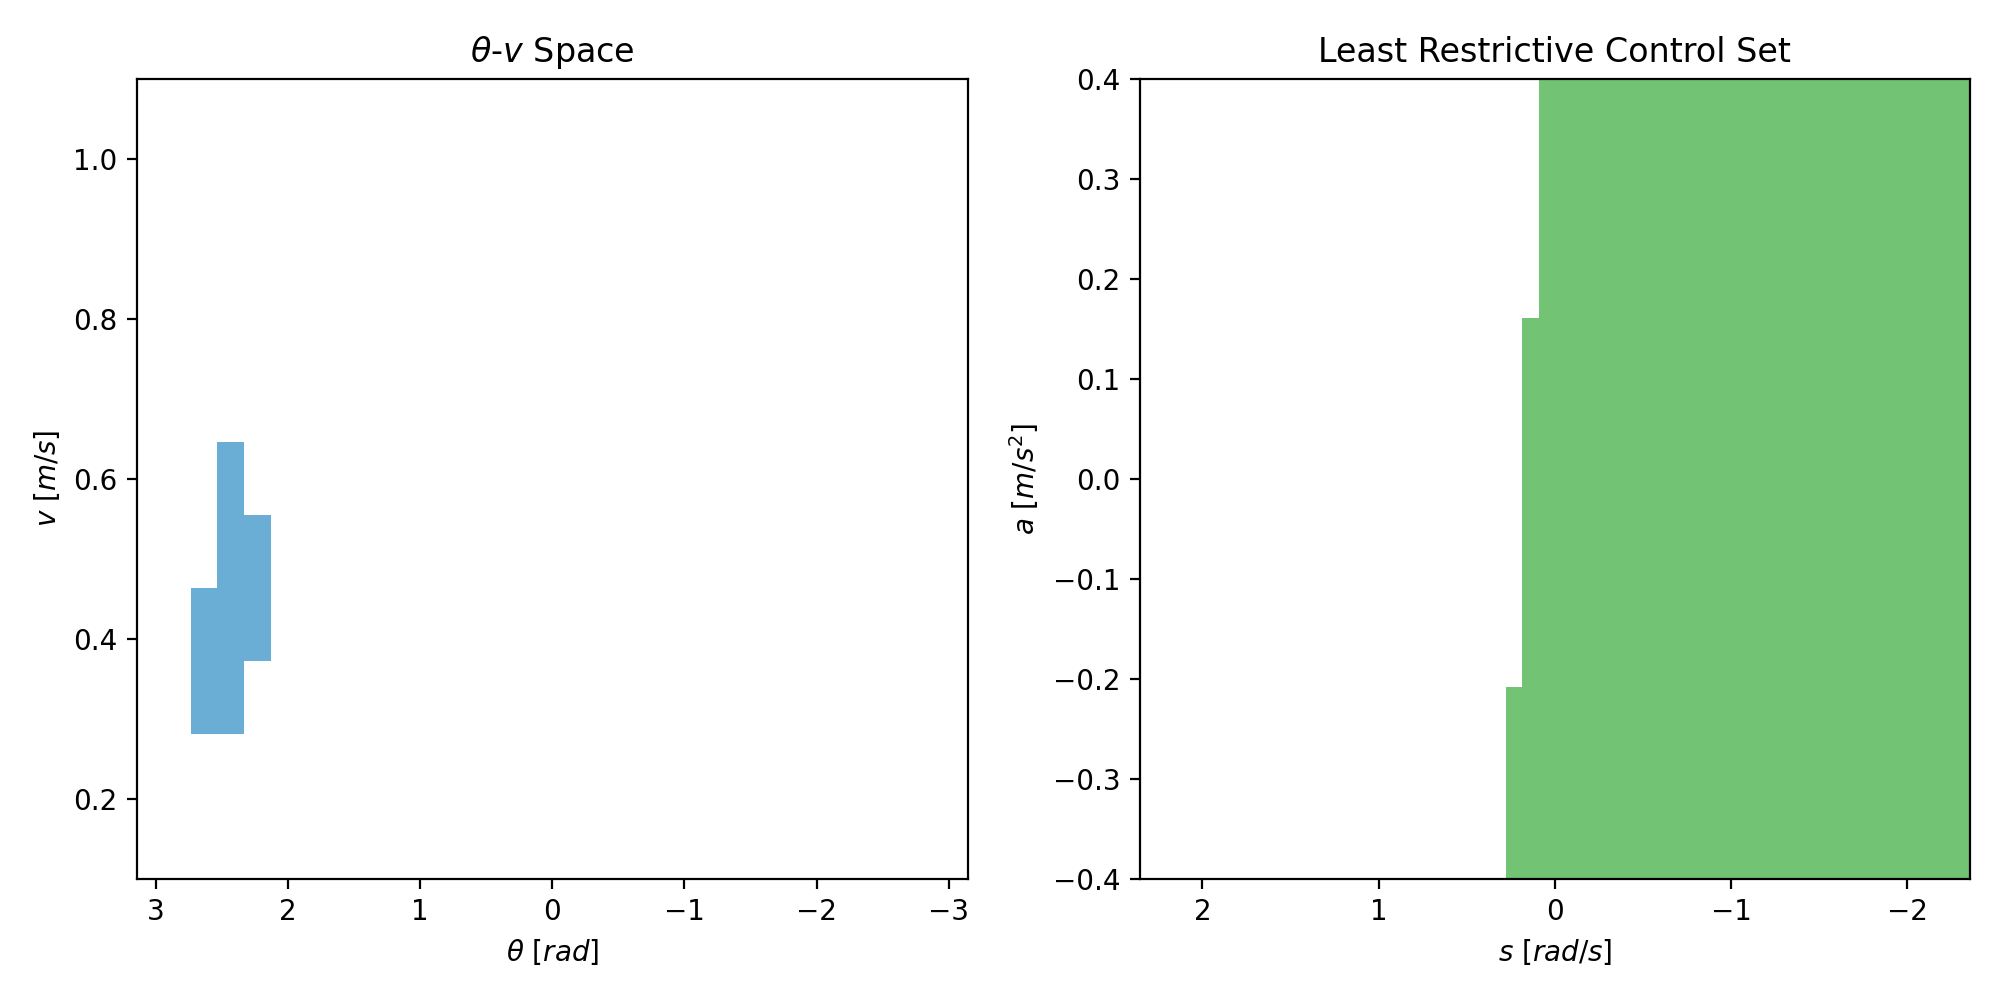 θ-v Space
1.0
0.8
0.6
0.4
0.2
v [m/s]
3 2 1 0 −1 −2 −3
θ [rad]
Least Restrictive Control Set
0.4
0.3
0.2
0.1
0.0
−0.1
−0.2
−0.3
−0.4
a [m/s²]
2 1 0 −1 −2
s [rad/s]